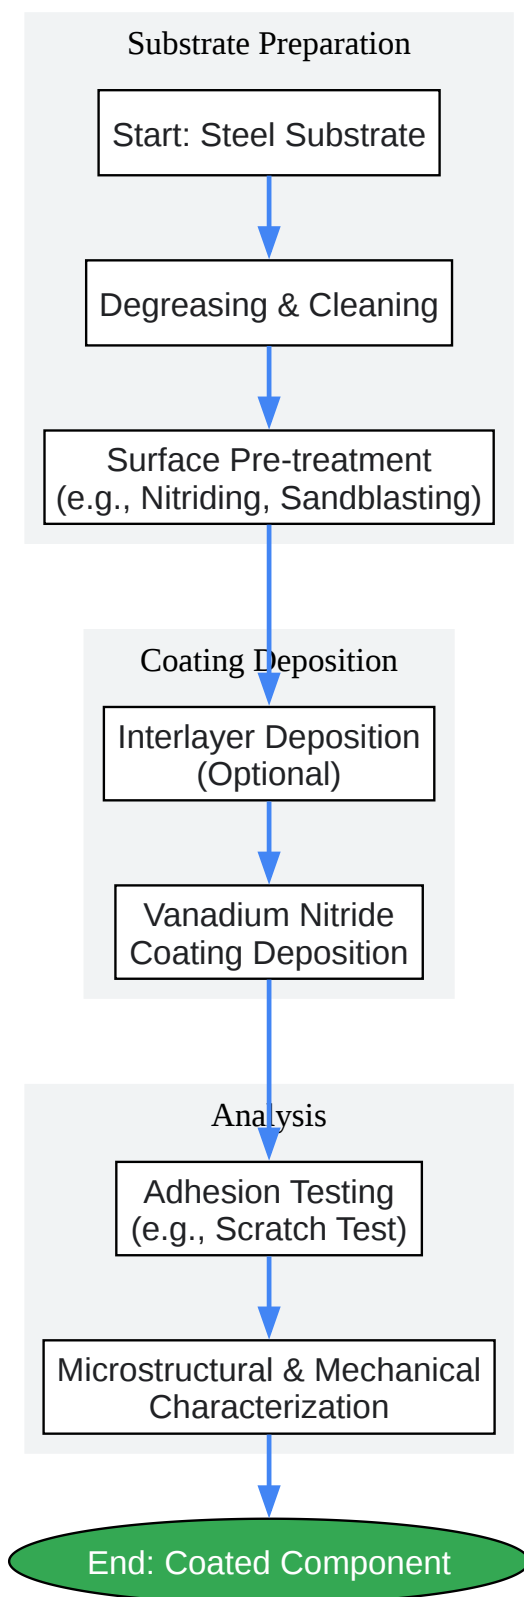 Substrate Preparation
Start: Steel Substrate
Degreasing & Cleaning
Surface Pre-treatment
(e.g., Nitriding, Sandblasting)
Coating Deposition
Interlayer Deposition
(Optional)
Vanadium Nitride
Coating Deposition
Analysis
Adhesion Testing
(e.g., Scratch Test)
Microstructural & Mechanical
Characterization
End: Coated Component